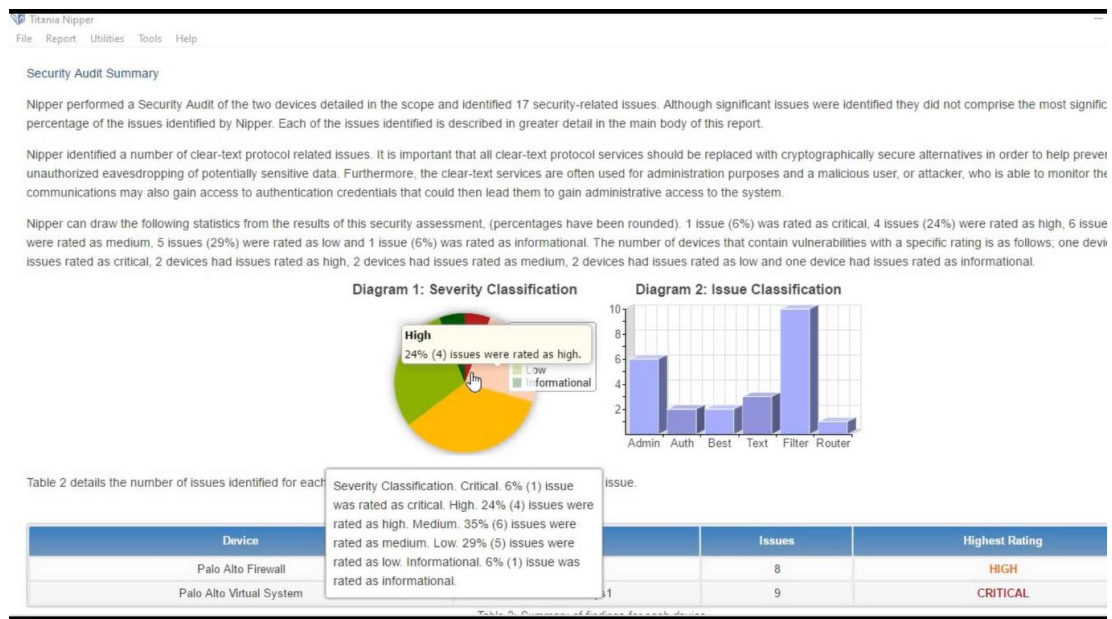 Titania Nipper
File Report Utilities Tools Help
Security Audit Summary
Nipper performed a Security Audit of the two devices detailed in the scope and identified 17 security-related issues. Although significant issues were identified they did not comprise the most signific
percentage of the issues identified by Nipper. Each of the issues identified is described in greater detail in the main body of this report.
Nipper identified a number of clear-text protocol related issues. It is important that all clear-text protocol services should be replaced with cryptographically secure alternatives in order to help preve
unauthorized eavesdropping of potentially sensitive data. Furthermore, the clear-text services are often used for administration purposes and a malicious user, or attacker, who is able to monitor the
communications may also gain access to authentication credentials that could then lead them to gain administrative access to the system.
Nipper can draw the following statistics from the results of this security assessment, (percentages have been rounded). 1 issue (6%) was rated as critical, 4 issues (24%) were rated as high, 6 issue
were rated as medium, 5 issues (29%) were rated as low and 1 issue (6%) was rated as informational. The number of devices that contain vulnerabilities with a specific rating is as follows; one devi
issues rated as critical, 2 devices had issues rated as high, 2 devices had issues rated as medium, 2 devices had issues rated as low and one device had issues rated as informational.
Diagram 1: Severity Classification
High
24% (4) issues were rated as high.
Low
Informational
Diagram 2: Issue Classification
10
8
6
4
2
Admin Auth Best Text Filter Router
Table 2 details the number of issues identified for each issue.
Severity Classification. Critical. 6% (1) issue
was rated as critical. High. 24% (4) issues were
rated as high. Medium. 35% (6) issues were
rated as medium. Low. 29% (5) issues were
rated as low. Informational. 6% (1) issue was
rated as informational.
Device Issues Highest Rating
Palo Alto Firewall 8 HIGH
Palo Alto Virtual System s1 9 CRITICAL
Table 2: Summary of findings for each device